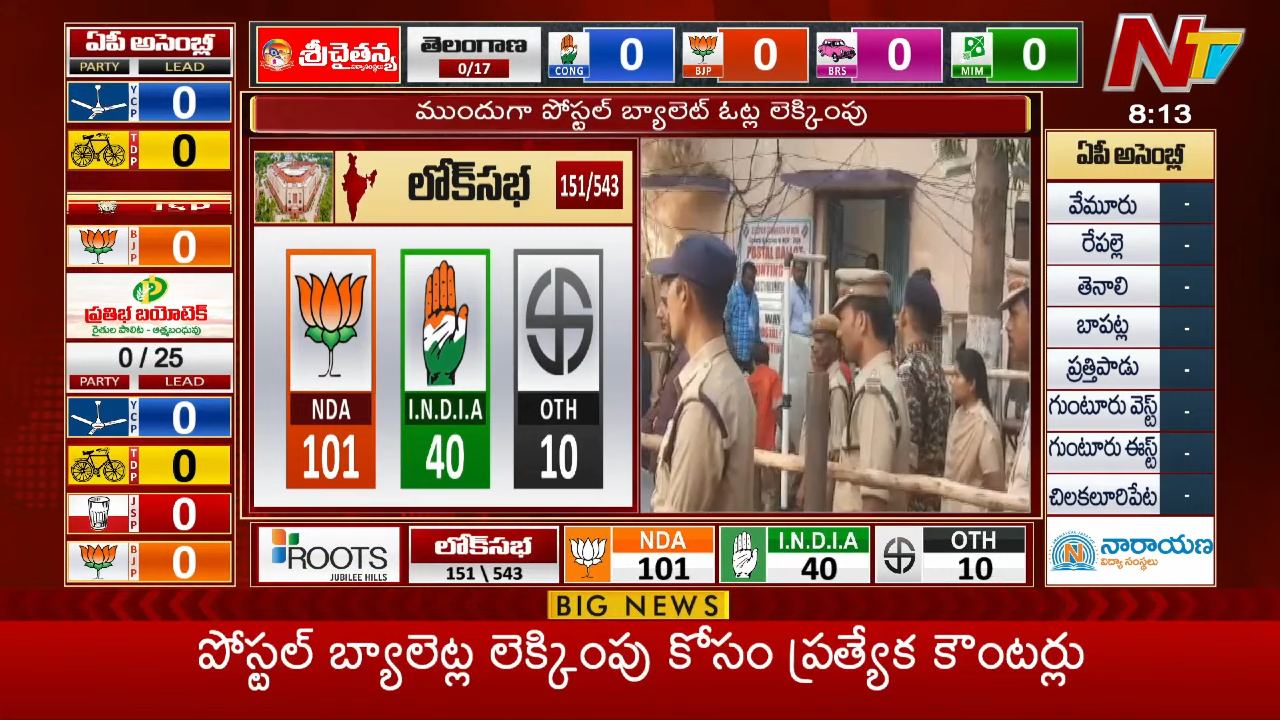 ఏపీ అసెంబ్లీ
PARTY LEAD
YCP 0
TDP 0
BJP 0
ప్రతిభ బయోటెక్
రైతుల పాలిట - ఆత్మబంధువు
0 / 25
PARTY LEAD
YCP 0
TDP 0
JSP 0
BJP 0
శ్రీచైతన్య
విద్యాసంస్థలు
తెలంగాణ
0/17
CONG 0
BJP 0
BRS 0
MIM 0
NTV
8:13
ముందుగా పోస్టల్ బ్యాలెట్ ఓట్ల లెక్కింపు
లోక్‌సభ 151/543
NDA I.N.D.I.A OTH
101 40 10
POSTAL BALLOT
COUNTING
WAY
ఏపీ అసెంబ్లీ
వేమూరు -
రేపల్లె -
తెనాలి -
బాపట్ల -
ప్రత్తిపాడు -
గుంటూరు వెస్ట్ -
గుంటూరు ఈస్ట్ -
చిలకలూరిపేట -
N నారాయణ
విద్యా సంస్థలు
ROOTS
JUBILEE HILLS
లోక్‌సభ
151 \ 543
NDA
101
I.N.D.I.A
40
OTH
10
BIG NEWS
పోస్టల్ బ్యాలెట్ల లెక్కింపు కోసం ప్రత్యేక కౌంటర్లు